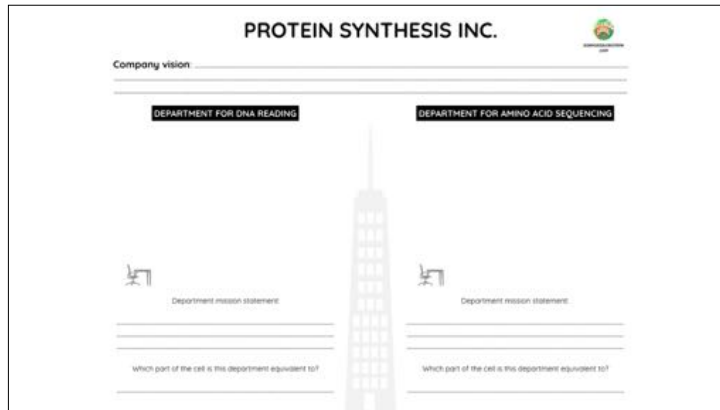 PROTEIN SYNTHESIS INC.
Company vision:
DEPARTMENT FOR DNA READING
DEPARTMENT FOR AMINO ACID SEQUENCING
Department mission statement:
Department mission statement:
Which part of the cell is this department equivalent to?
Which part of the cell is this department equivalent to?